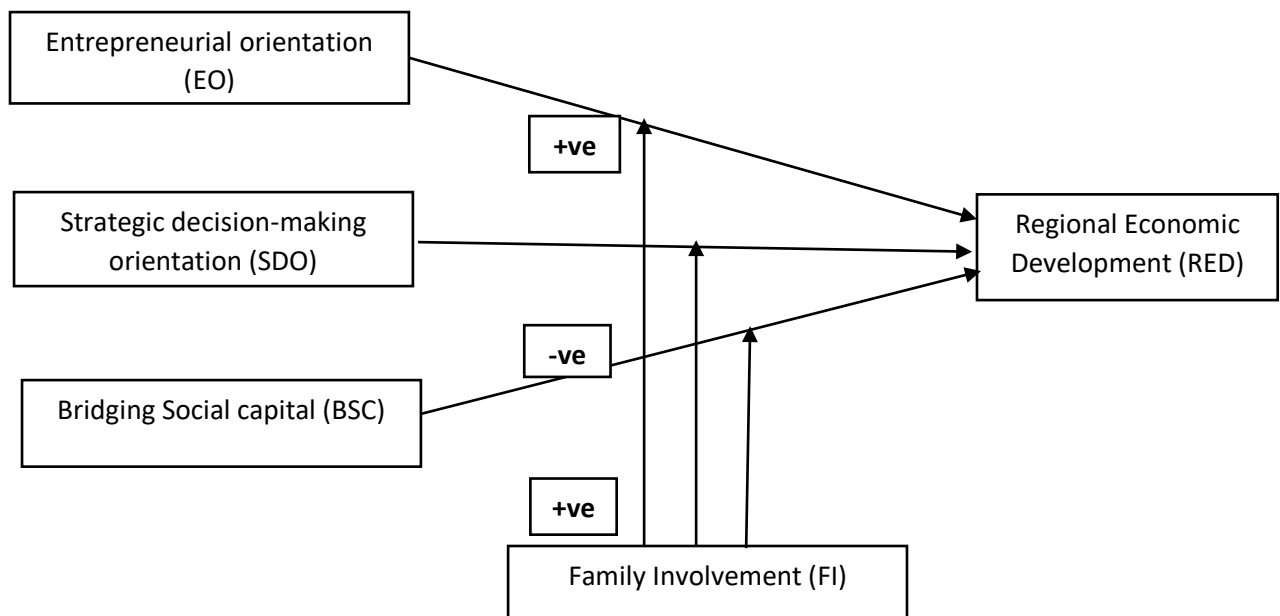 Entrepreneurial orientation
(EO)
+ve
Strategic decision-making
orientation (SDO)
Regional Economic
Development (RED)
-ve
Bridging Social capital (BSC)
+ve
Family Involvement (FI)